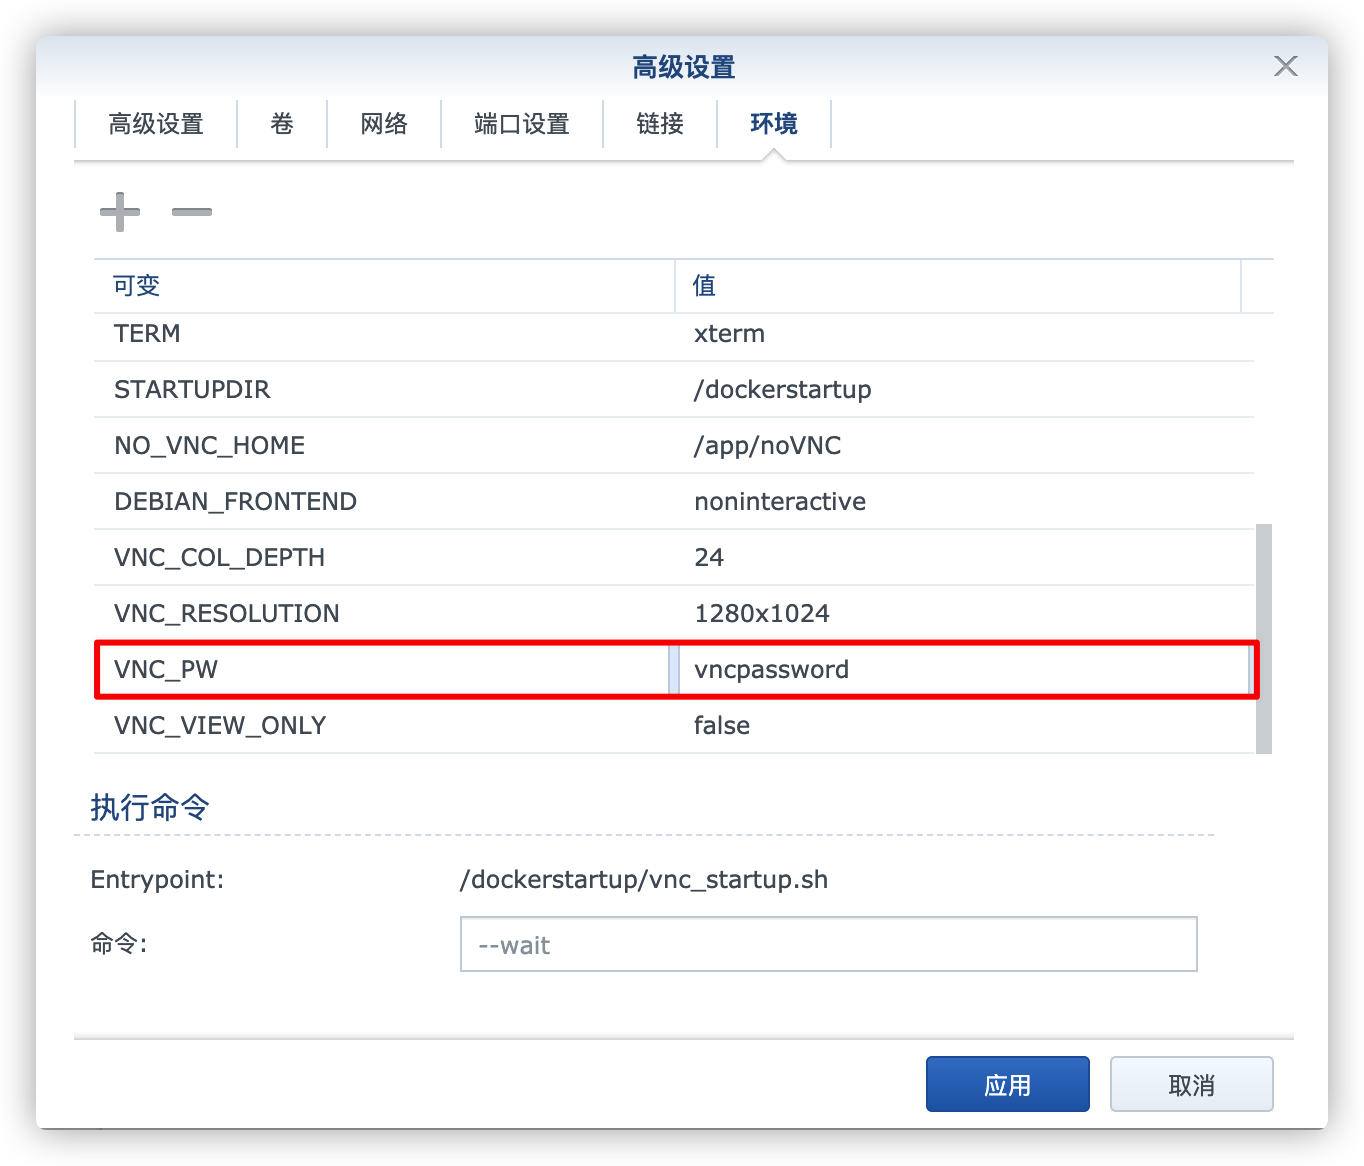 高级设置
高级设置 卷 网络 端口设置 链接 环境
可变 值
TERM xterm
STARTUPDIR /dockerstartup
NO_VNC_HOME /app/noVNC
DEBIAN_FRONTEND noninteractive
VNC_COL_DEPTH 24
VNC_RESOLUTION 1280x1024
VNC_PW vncpassword
VNC_VIEW_ONLY false
执行命令
Entrypoint: /dockerstartup/vnc_startup.sh
命令: --wait
应用 取消